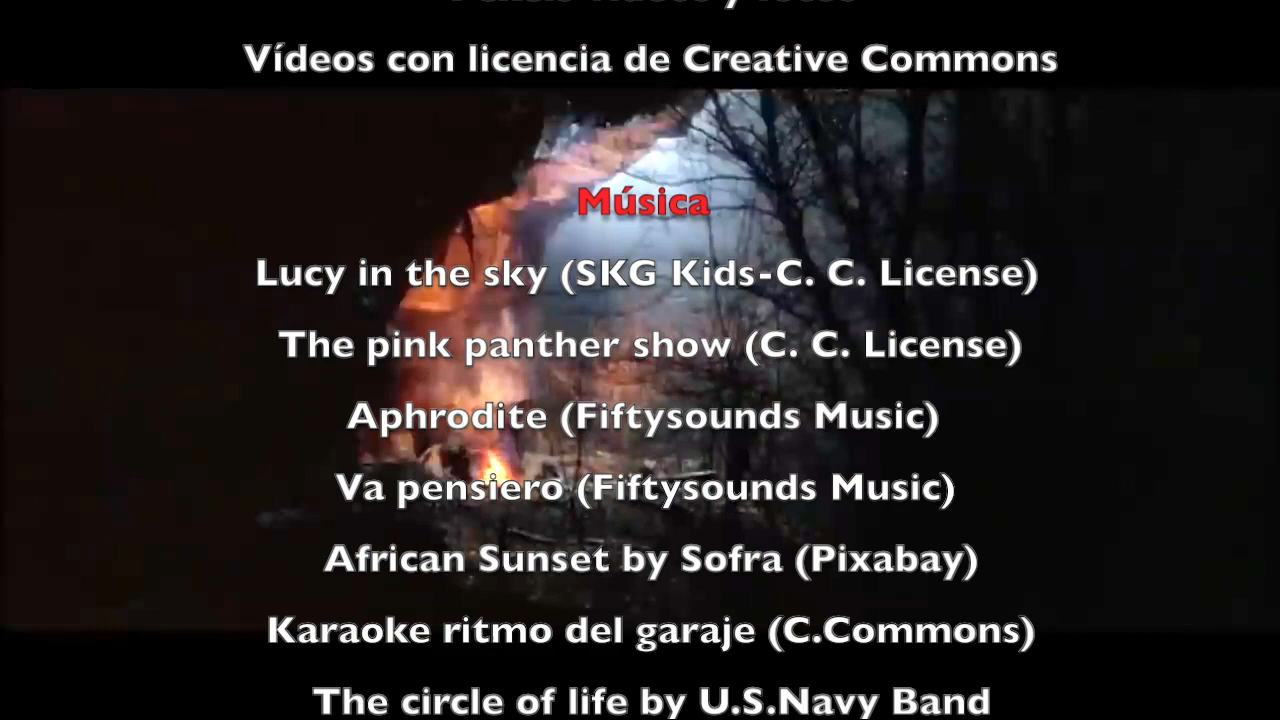 Vídeos con licencia de Creative Commons
Música
Lucy in the sky (SKG Kids-C. C. License)
The pink panther show (C. C. License)
Aphrodite (Fiftysounds Music)
Va pensiero (Fiftysounds Music)
African Sunset by Sofra (Pixabay)
Karaoke ritmo del garaje (C.Commons)
The circle of life by U.S.Navy Band